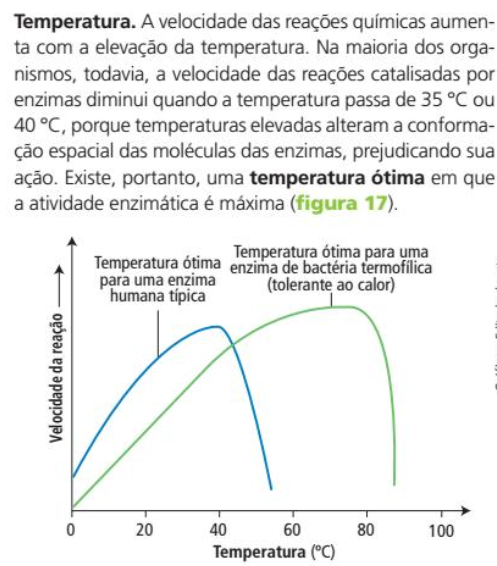 Temperatura. A velocidade das reações químicas aumen-
ta com a elevação da temperatura. Na maioria dos orga-
nismos, todavia, a velocidade das reações catalisadas por
enzimas diminui quando a temperatura passa de 35 ºC ou
40 ºC, porque temperaturas elevadas alteram a conforma-
ção espacial das moléculas das enzimas, prejudicando sua
ação. Existe, portanto, uma temperatura ótima em que
a atividade enzimática é máxima (figura 17).
Temperatura ótima
para uma enzima
humana típica
Temperatura ótima para uma
enzima de bactéria termofílica
(tolerante ao calor)
Velocidade da reação
0 20 40 60 80 100
Temperatura (ºC)